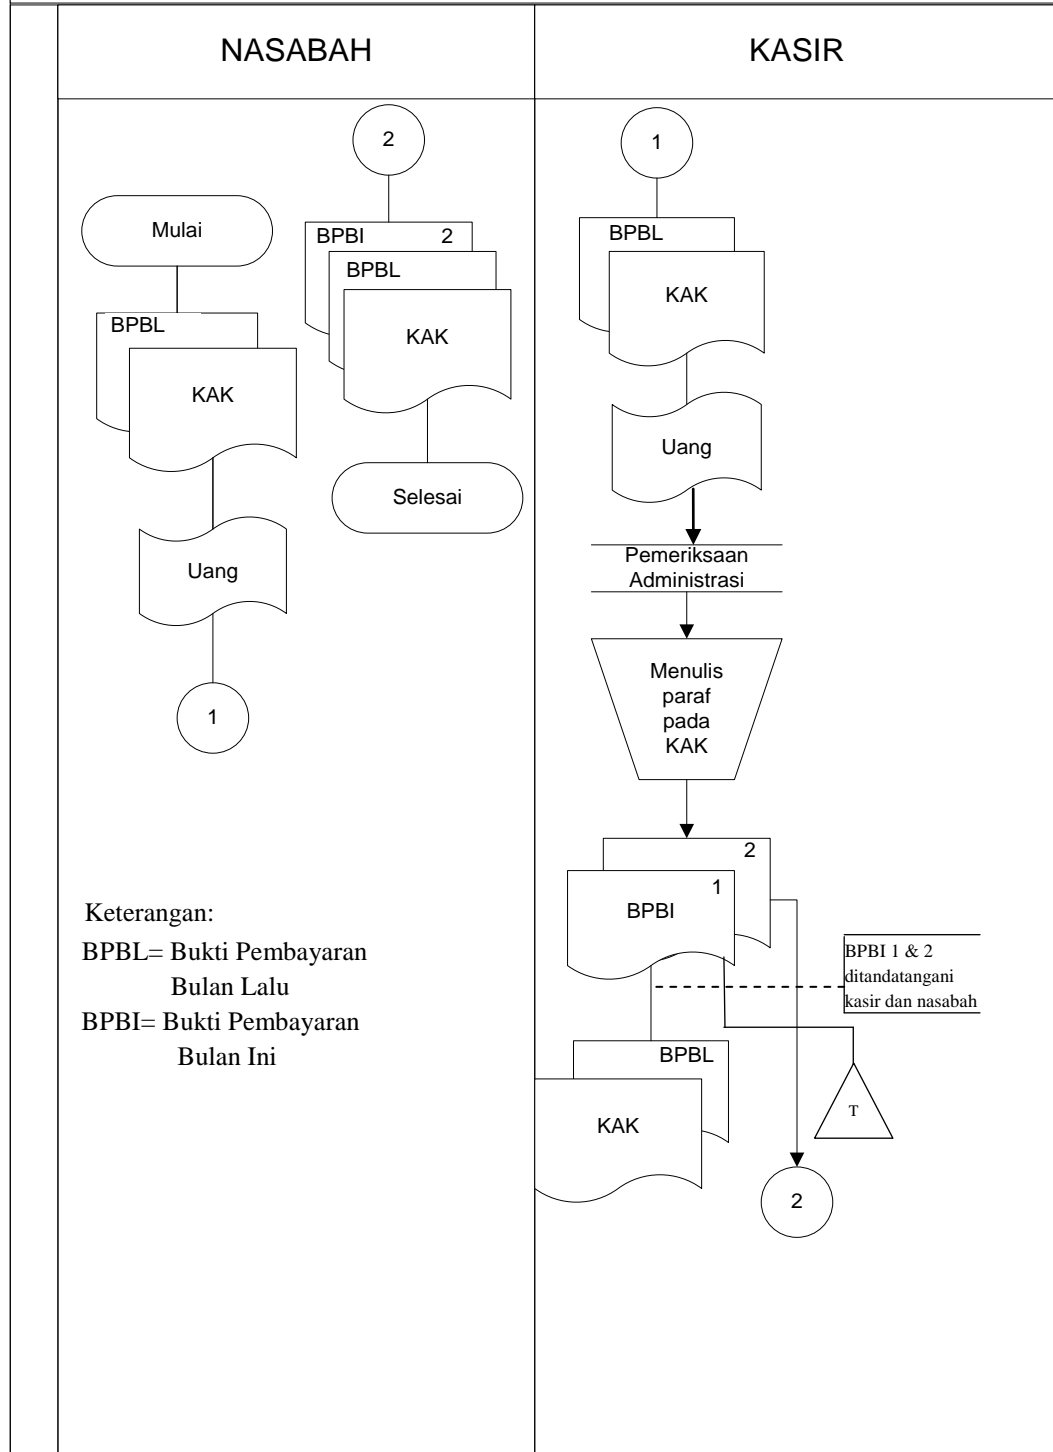 NASABAH
KASIR
2
Mulai
BPBI 2
BPBL
KAK
BPBL
KAK
Selesai
Uang
1
Keterangan:
BPBL= Bukti Pembayaran
Bulan Lalu
BPBI= Bukti Pembayaran
Bulan Ini
1
BPBL
KAK
Uang
Pemeriksaan
Administrasi
Menulis
paraf
pada
KAK
2
1
BPBI
BPBI 1 & 2
ditandatangani
kasir dan nasabah
BPBL
KAK
T
2